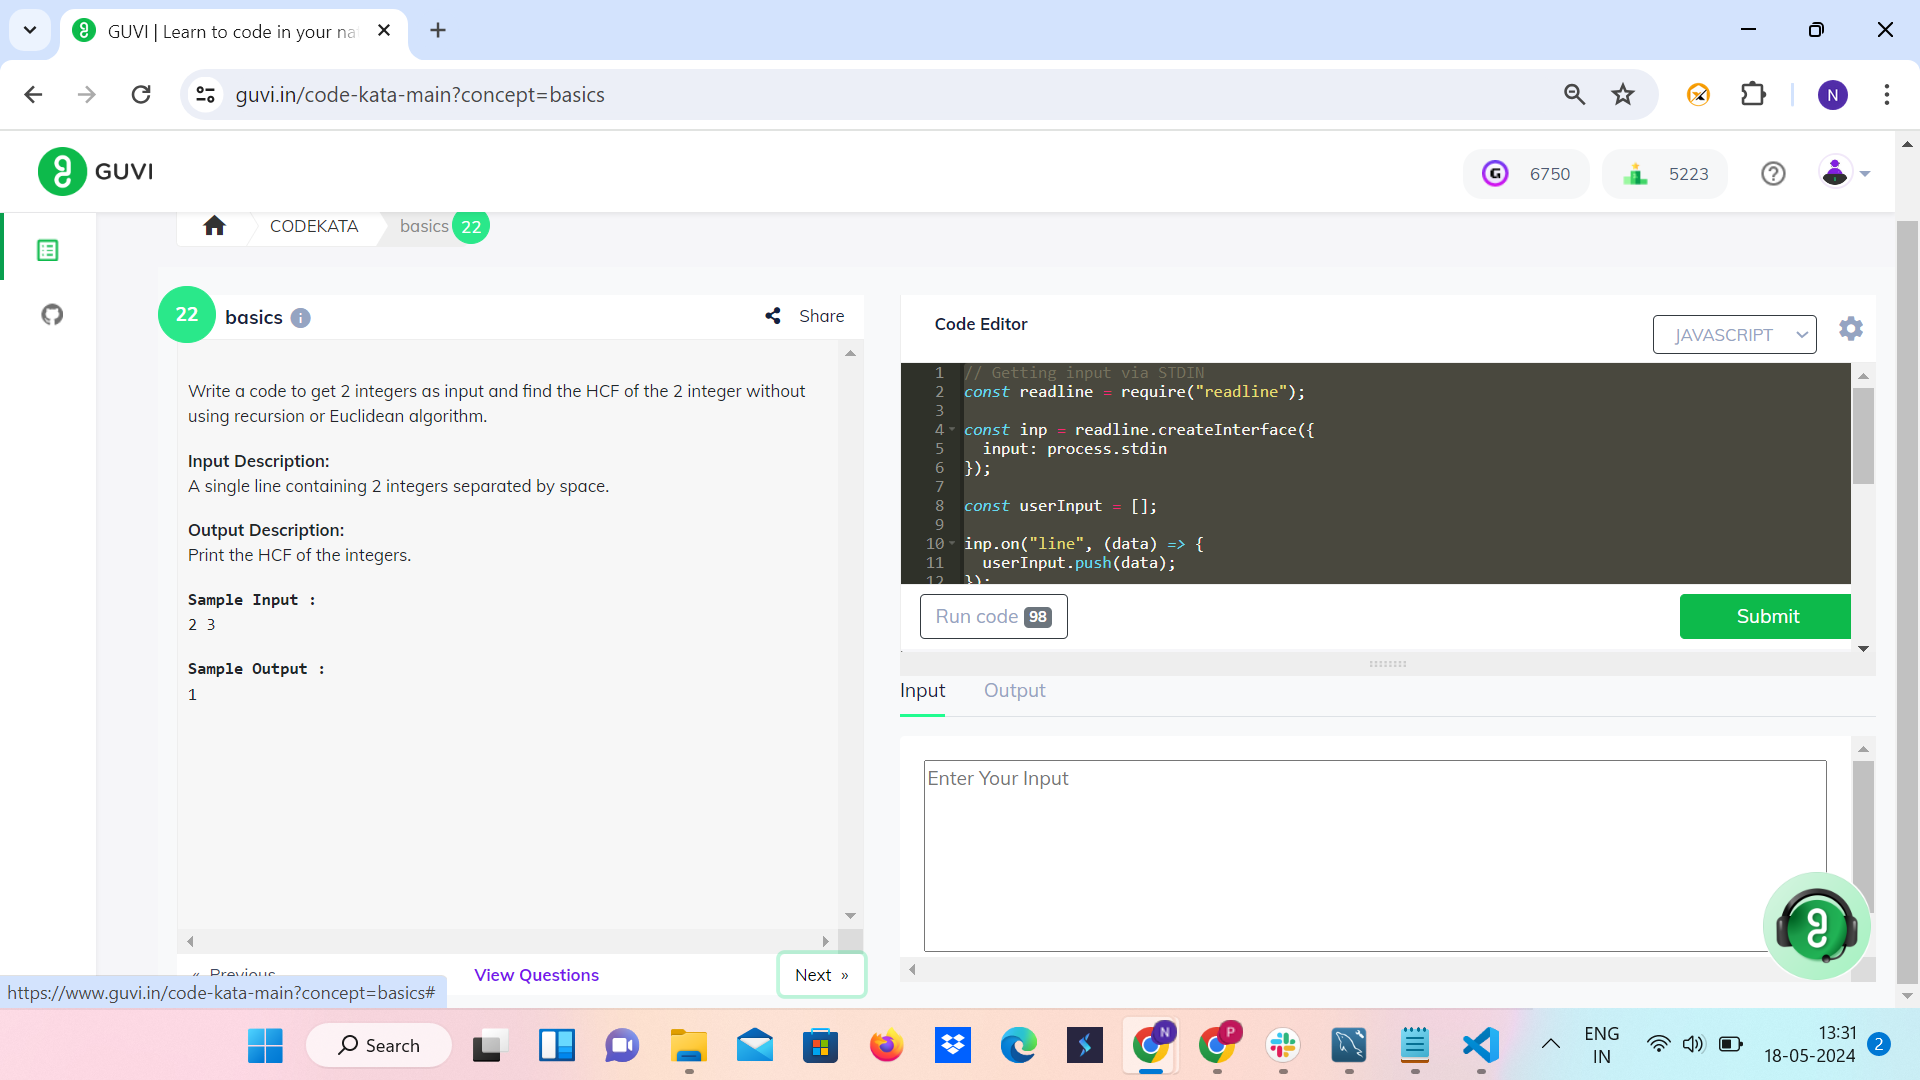 GUVI | Learn to code in your na
guvi.in/code-kata-main?concept=basics
N
GUVI
G 6750
5223
CODEKATA
basics 22
22 basics i
Share
Write a code to get 2 integers as input and find the HCF of the 2 integer without
using recursion or Euclidean algorithm.
Input Description:
A single line containing 2 integers separated by space.
Output Description:
Print the HCF of the integers.
Sample Input :
2 3
Sample Output :
1
« Previous
View Questions
Next »
https://www.guvi.in/code-kata-main?concept=basics#
Code Editor
JAVASCRIPT
1 // Getting input via STDIN
2 const readline = require("readline");
3
4 const inp = readline.createInterface({
5   input: process.stdin
6 });
7
8 const userInput = [];
9
10 inp.on("line", (data) => {
11   userInput.push(data);
12 });
Run code 98
Submit
Input
Output
Enter Your Input
Search
N
P
ENG
IN
13:31
18-05-2024
2